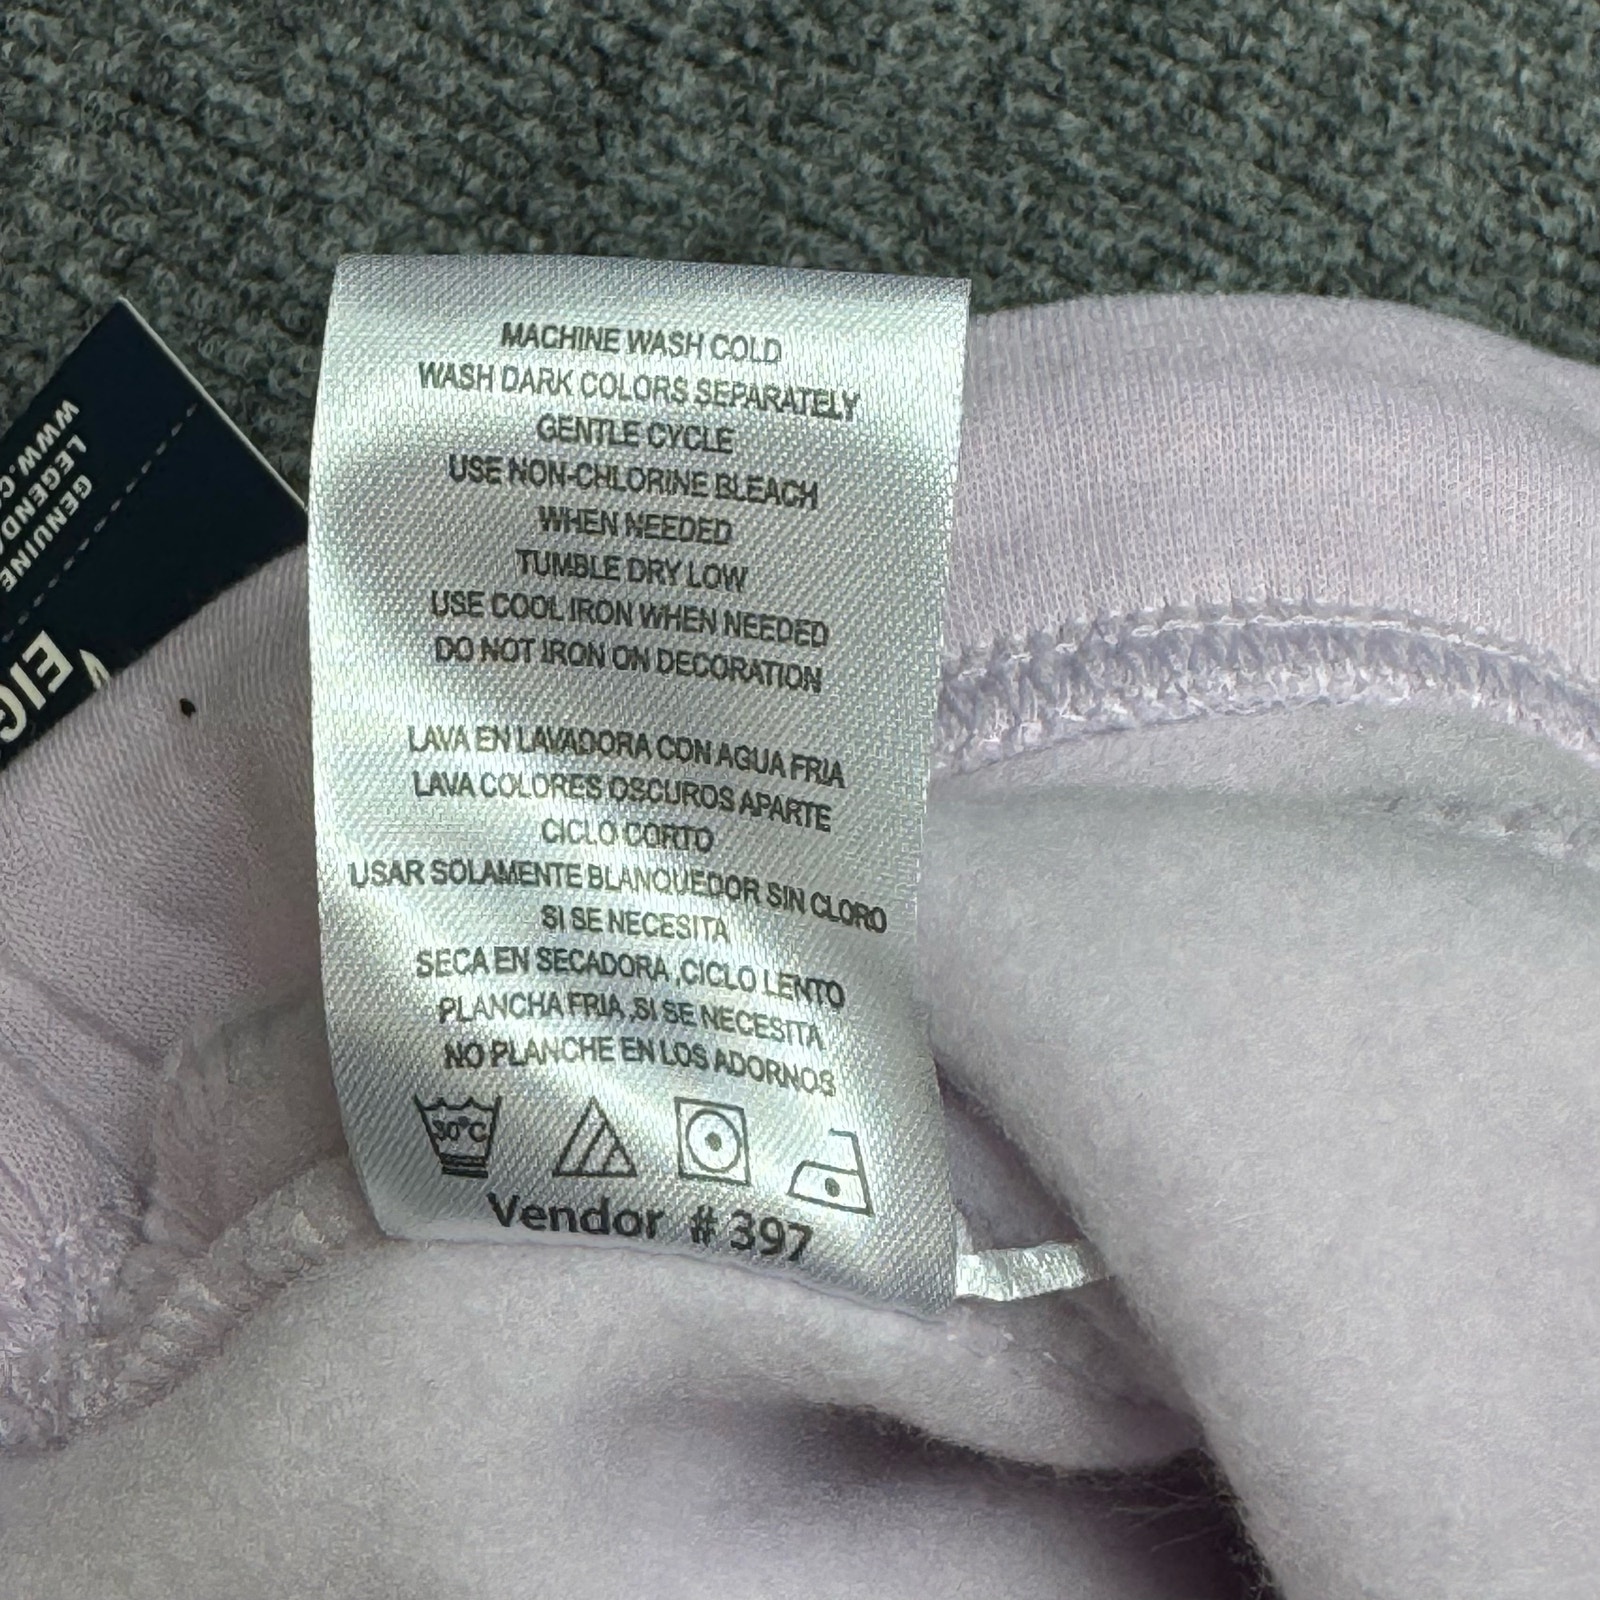 MACHINE WASH COLD
WASH DARK COLORS SEPARATELY
GENTLE CYCLE
USE NON-CHLORINE BLEACH
WHEN NEEDED
TUMBLE DRY LOW
USE COOL IRON WHEN NEEDED
DO NOT IRON ON DECORATION
LAVA EN LAVADORA CON AGUA FRIA
LAVA COLORES OSCUROS APARTE
CICLO CORTO
USAR SOLAMENTE BLANQUEDOR SIN CLORO
SI SE NECESITA
SECA EN SECADORA ,CICLO LENTO
PLANCHA FRIA ,SI SE NECESITA
NO PLANCHE EN LOS ADORNOS
30°C
Vendor # 397
GENUINE
WWW.